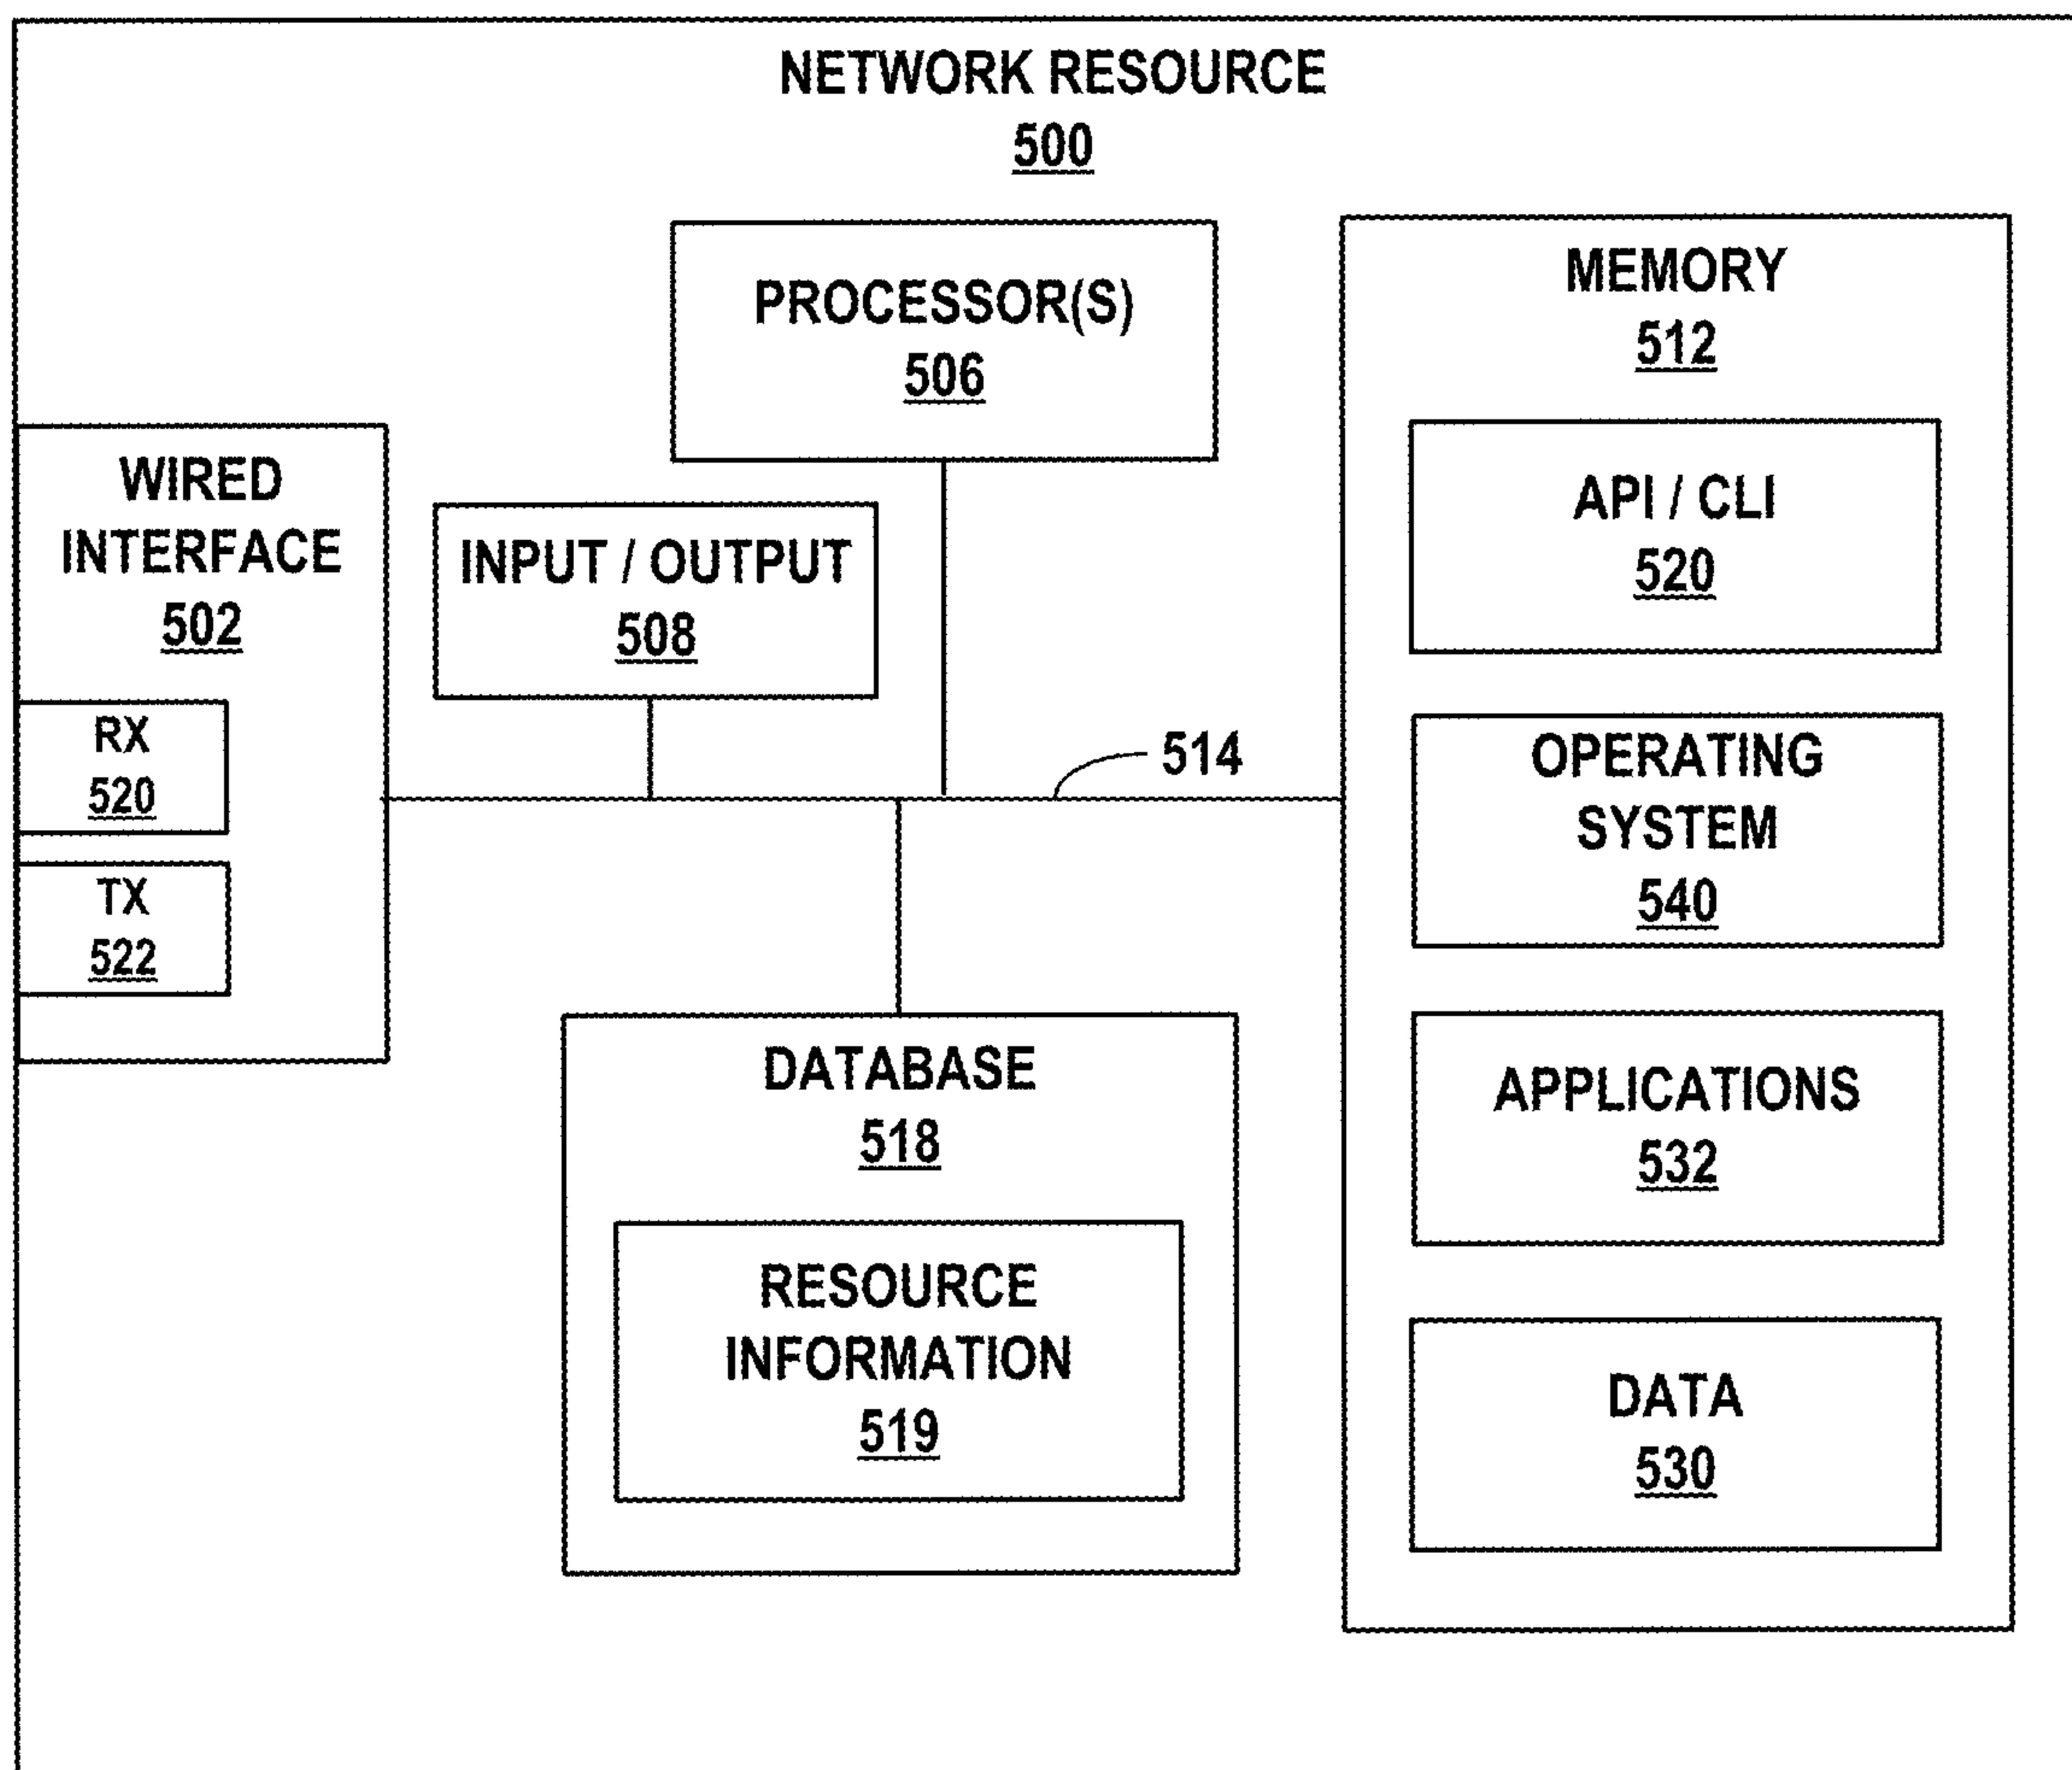 NETWORK RESOURCE
500
PROCESSOR(S)
506
MEMORY
512
WIRED
INTERFACE
502
INPUT / OUTPUT
508
API / CLI
520
RX
520
514
OPERATING
SYSTEM
540
TX
522
DATABASE
518
APPLICATIONS
532
RESOURCE
INFORMATION
519
DATA
530